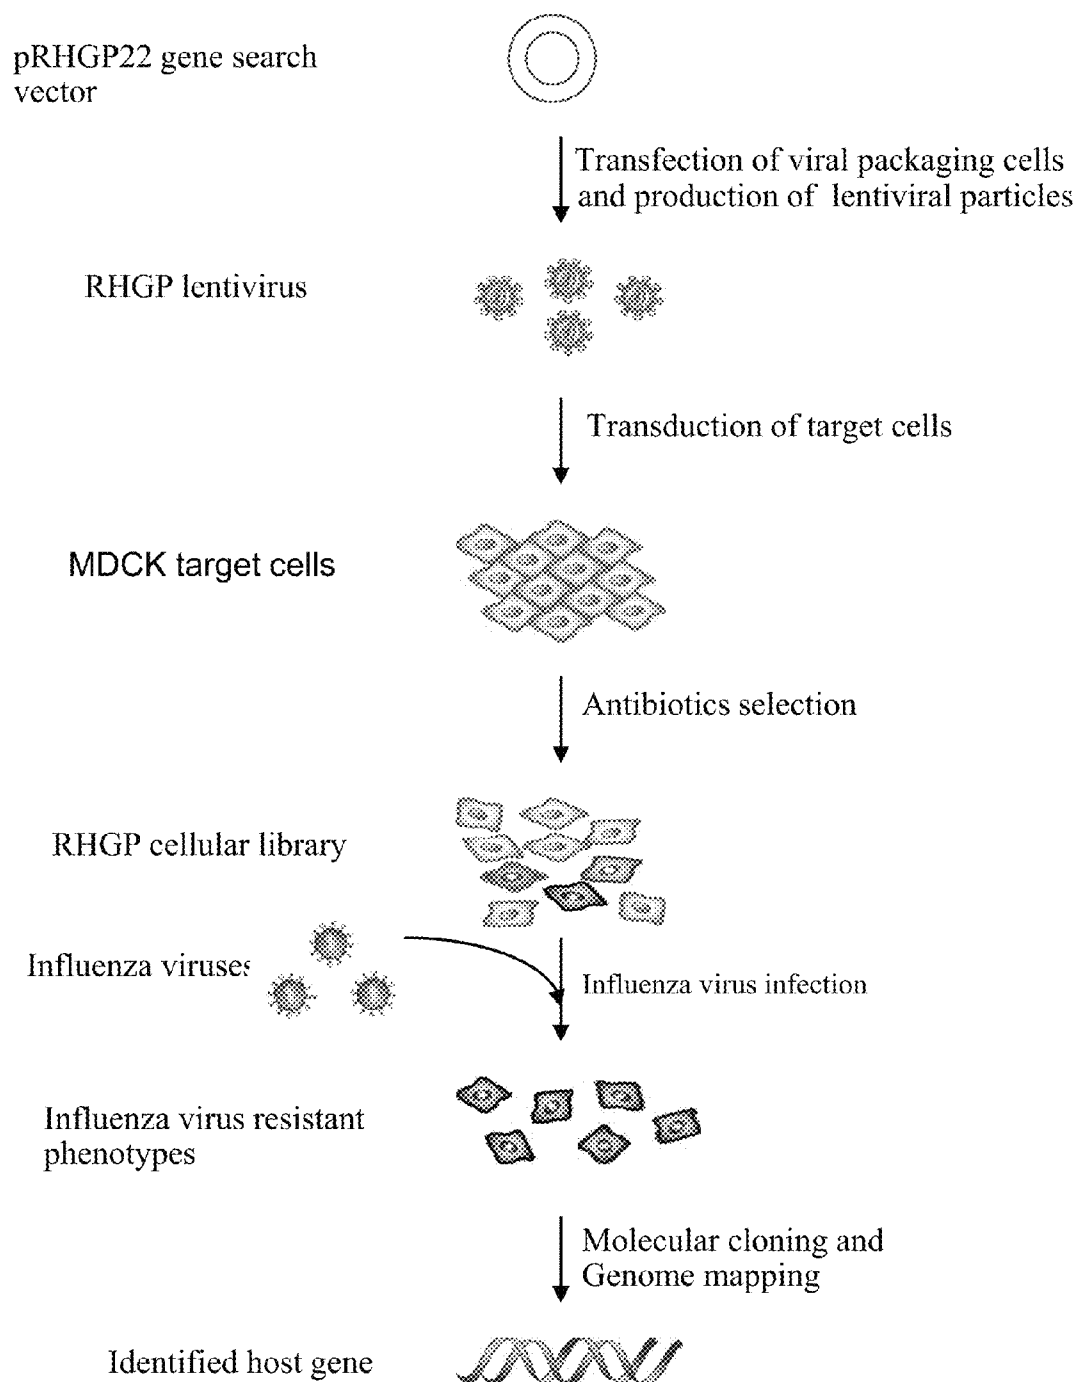 pRHGP22 gene search
vector
Transfection of viral packaging cells
and production of lentiviral particles
RHGP lentivirus
Transduction of target cells
MDCK target cells
Antibiotics selection
RHGP cellular library
Influenza viruses
Influenza virus infection
Influenza virus resistant
phenotypes
Molecular cloning and
Genome mapping
Identified host gene